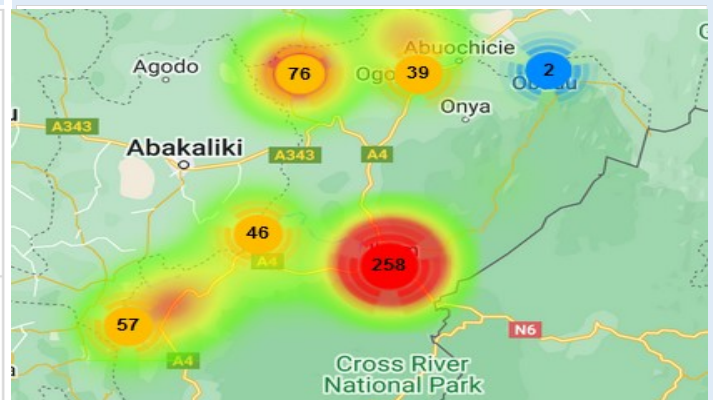 Abuochicie
Agodo
76
39
2
Onya
A343
Abakaliki
A343
A4
46
A4
258
57
N6
A4
Cross River
National Park